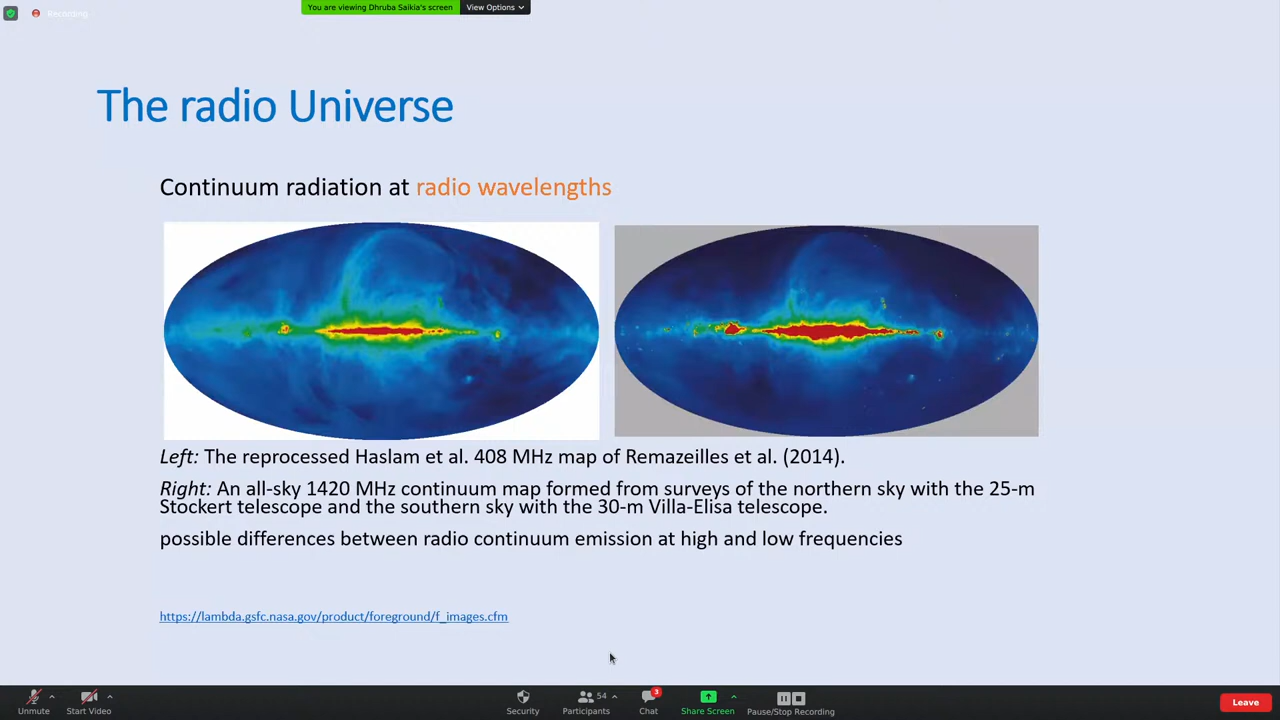 Recording
You are viewing Dhruba Saikia's screen
View Options
The radio Universe
Continuum radiation at radio wavelengths
Left: The reprocessed Haslam et al. 408 MHz map of Remazeilles et al. (2014).
Right: An all-sky 1420 MHz continuum map formed from surveys of the northern sky with the 25-m
Stockert telescope and the southern sky with the 30-m Villa-Elisa telescope.
possible differences between radio continuum emission at high and low frequencies
https://lambda.gsfc.nasa.gov/product/foreground/f_images.cfm
Unmute
Start Video
Security
54
Participants
3
Chat
Share Screen
Pause/Stop Recording
Leave